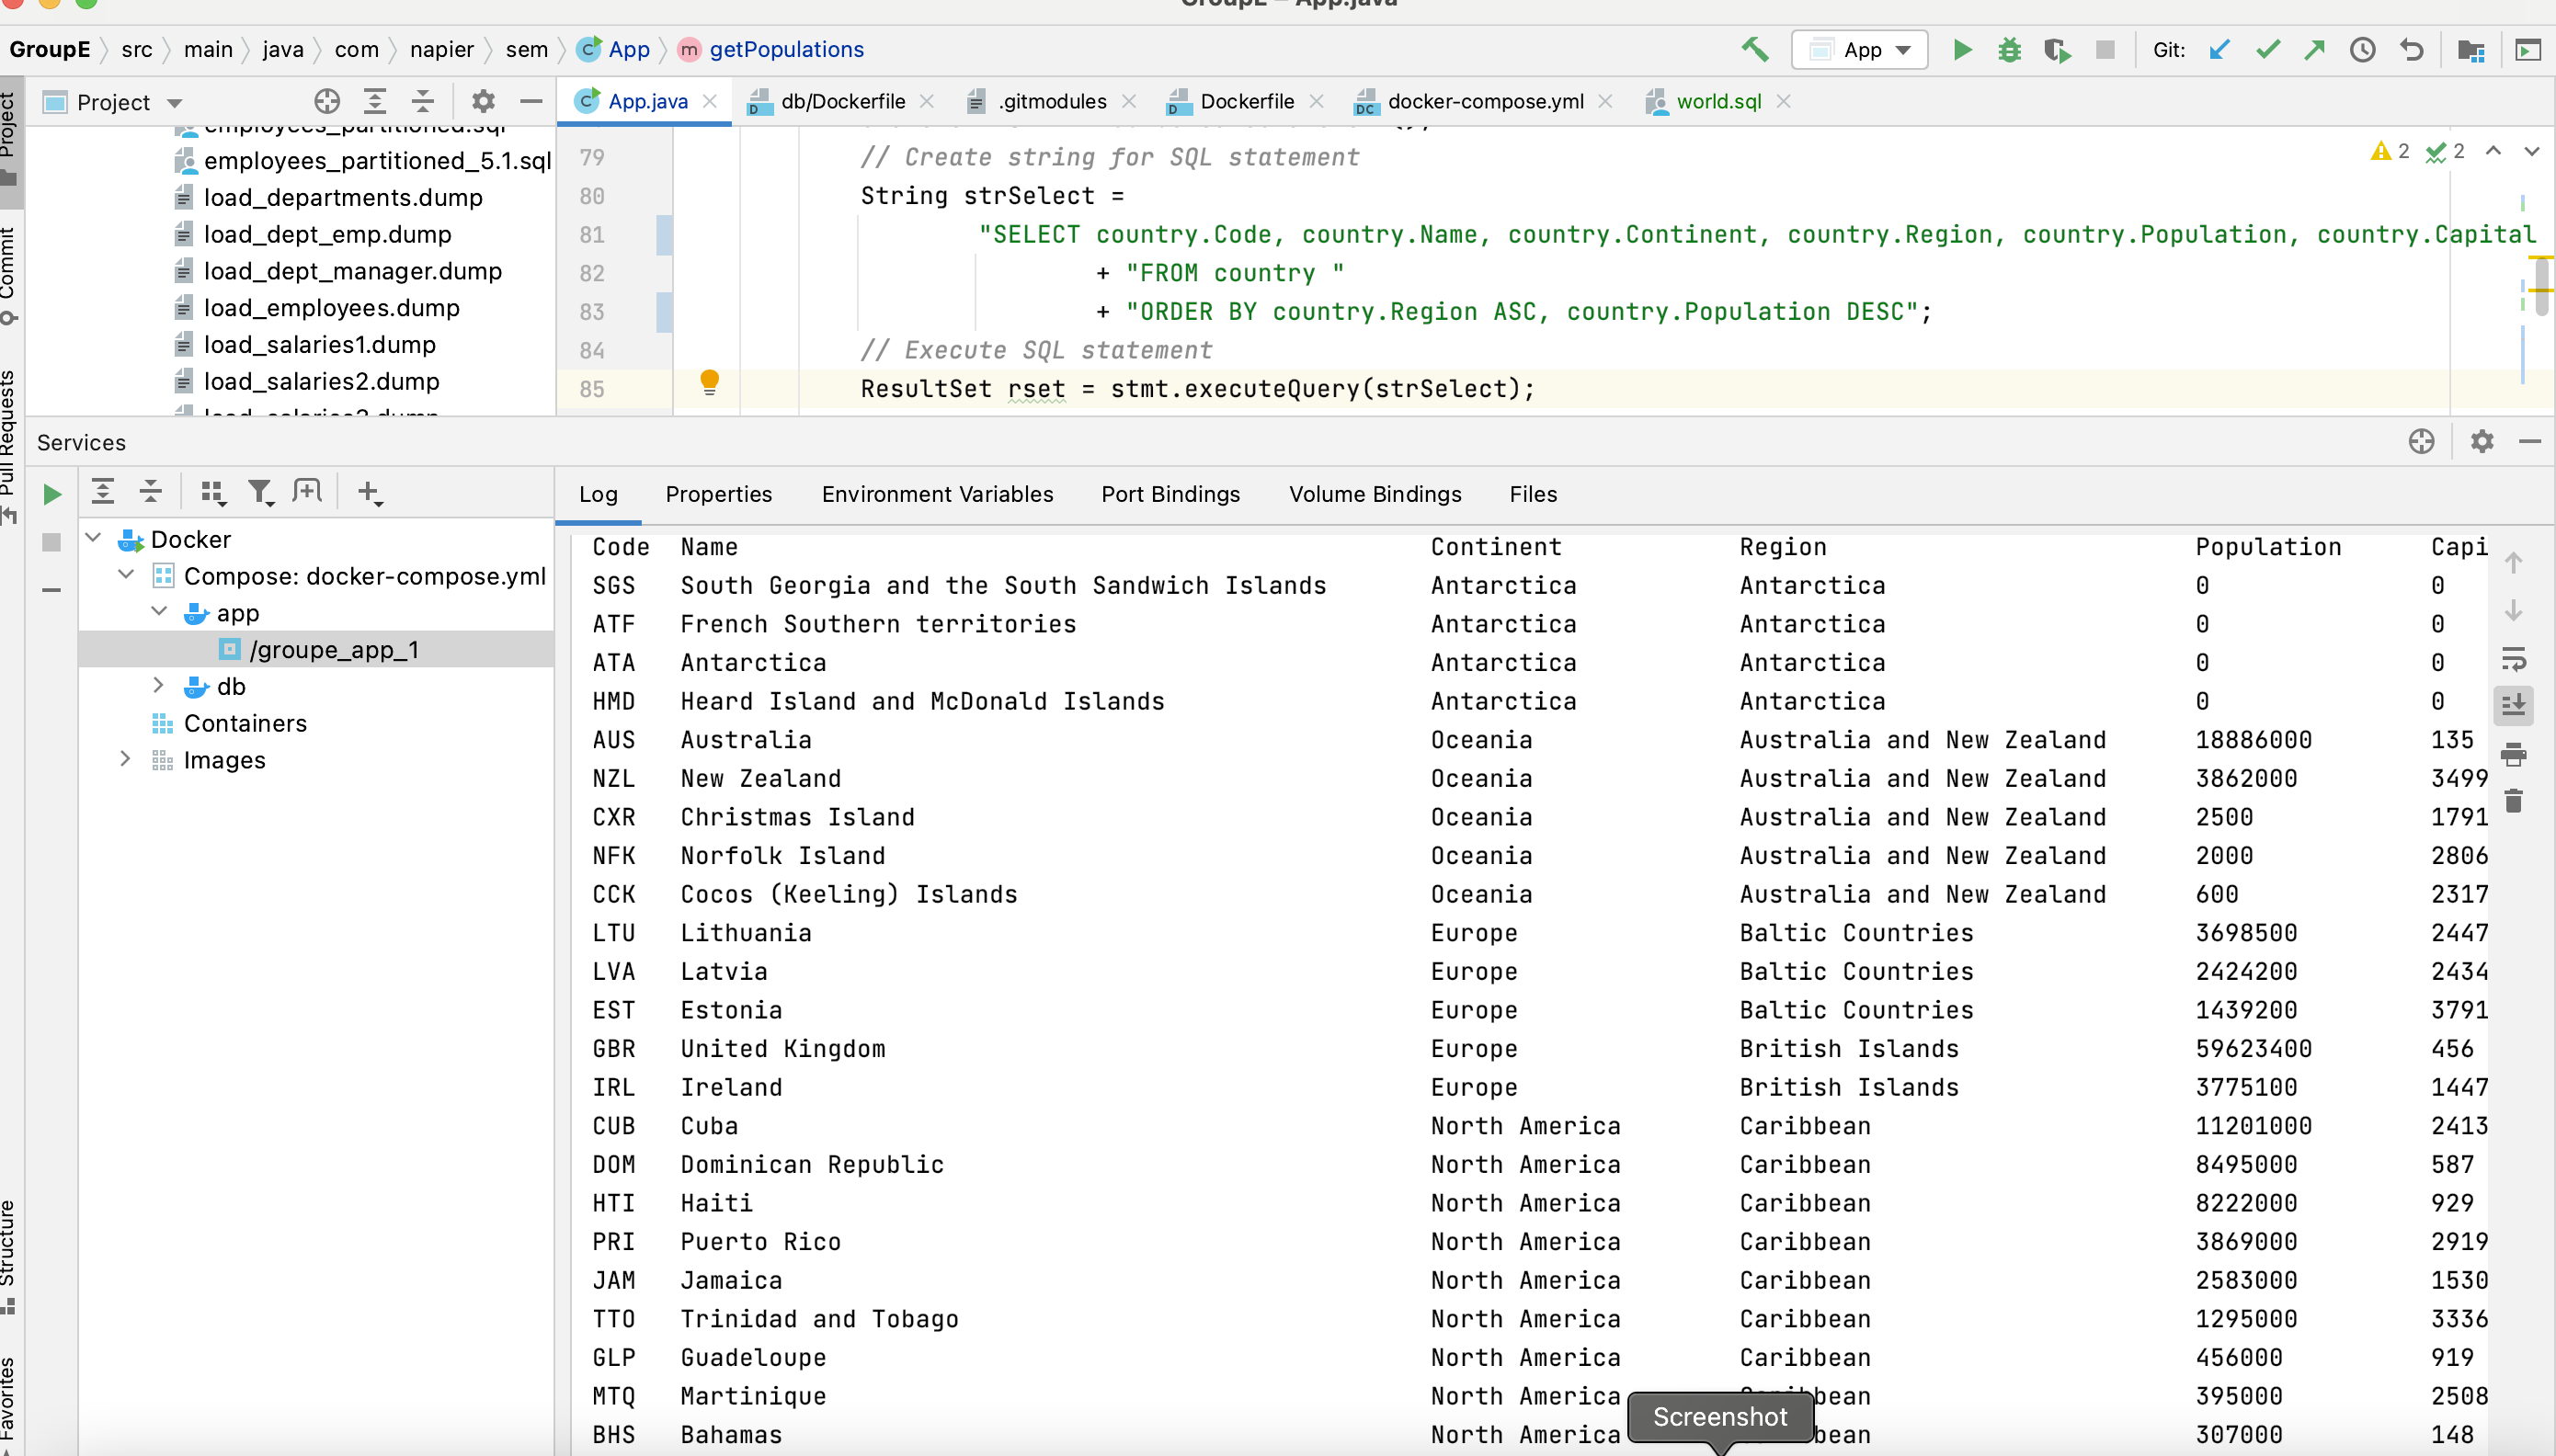 GroupE – App.java
GroupE src main java com napier sem App getPopulations
App Git:
Project
App.java db/Dockerfile .gitmodules Dockerfile docker-compose.yml world.sql
Project
Commit
Pull Requests
Structure
Favorites
employees_partitioned.sql
employees_partitioned_5.1.sql
load_departments.dump
load_dept_emp.dump
load_dept_manager.dump
load_employees.dump
load_salaries1.dump
load_salaries2.dump
load_salaries3.dump
2 2
79 // Create string for SQL statement
80 String strSelect =
81 "SELECT country.Code, country.Name, country.Continent, country.Region, country.Population, country.Capital
82 + "FROM country "
83 + "ORDER BY country.Region ASC, country.Population DESC";
84 // Execute SQL statement
85 ResultSet rset = stmt.executeQuery(strSelect);
Services
Log Properties Environment Variables Port Bindings Volume Bindings Files
Docker
Compose: docker-compose.yml
app
/groupe_app_1
db
Containers
Images
Code Name Continent Region Population Capi
SGS South Georgia and the South Sandwich Islands Antarctica Antarctica 0 0
ATF French Southern territories Antarctica Antarctica 0 0
ATA Antarctica Antarctica Antarctica 0 0
HMD Heard Island and McDonald Islands Antarctica Antarctica 0 0
AUS Australia Oceania Australia and New Zealand 18886000 135
NZL New Zealand Oceania Australia and New Zealand 3862000 3499
CXR Christmas Island Oceania Australia and New Zealand 2500 1791
NFK Norfolk Island Oceania Australia and New Zealand 2000 2806
CCK Cocos (Keeling) Islands Oceania Australia and New Zealand 600 2317
LTU Lithuania Europe Baltic Countries 3698500 2447
LVA Latvia Europe Baltic Countries 2424200 2434
EST Estonia Europe Baltic Countries 1439200 3791
GBR United Kingdom Europe British Islands 59623400 456
IRL Ireland Europe British Islands 3775100 1447
CUB Cuba North America Caribbean 11201000 2413
DOM Dominican Republic North America Caribbean 8495000 587
HTI Haiti North America Caribbean 8222000 929
PRI Puerto Rico North America Caribbean 3869000 2919
JAM Jamaica North America Caribbean 2583000 1530
TTO Trinidad and Tobago North America Caribbean 1295000 3336
GLP Guadeloupe North America Caribbean 456000 919
MTQ Martinique North America Caribbean 395000 2508
BHS Bahamas North America bean 307000 148
Screenshot